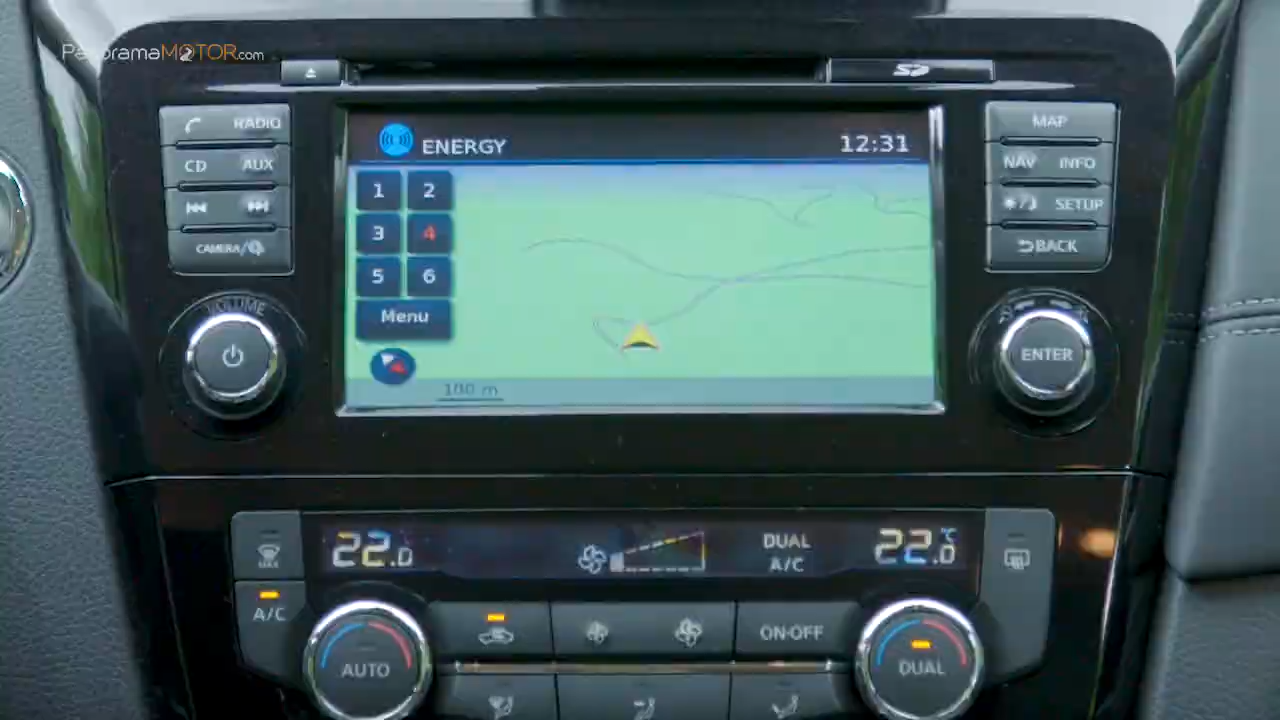 PanoramaMOTOR.com
SD
RADIO
CD AUX
CAMERA/
VOLUME
ENERGY
12:31
1 2
3 4
5 6
Menu
100 m
MAP
NAV INFO
SETUP
BACK
ENTER
MAX
22.0
DUAL
A/C
22.0
°C
A/C
AUTO
ON·OFF
DUAL